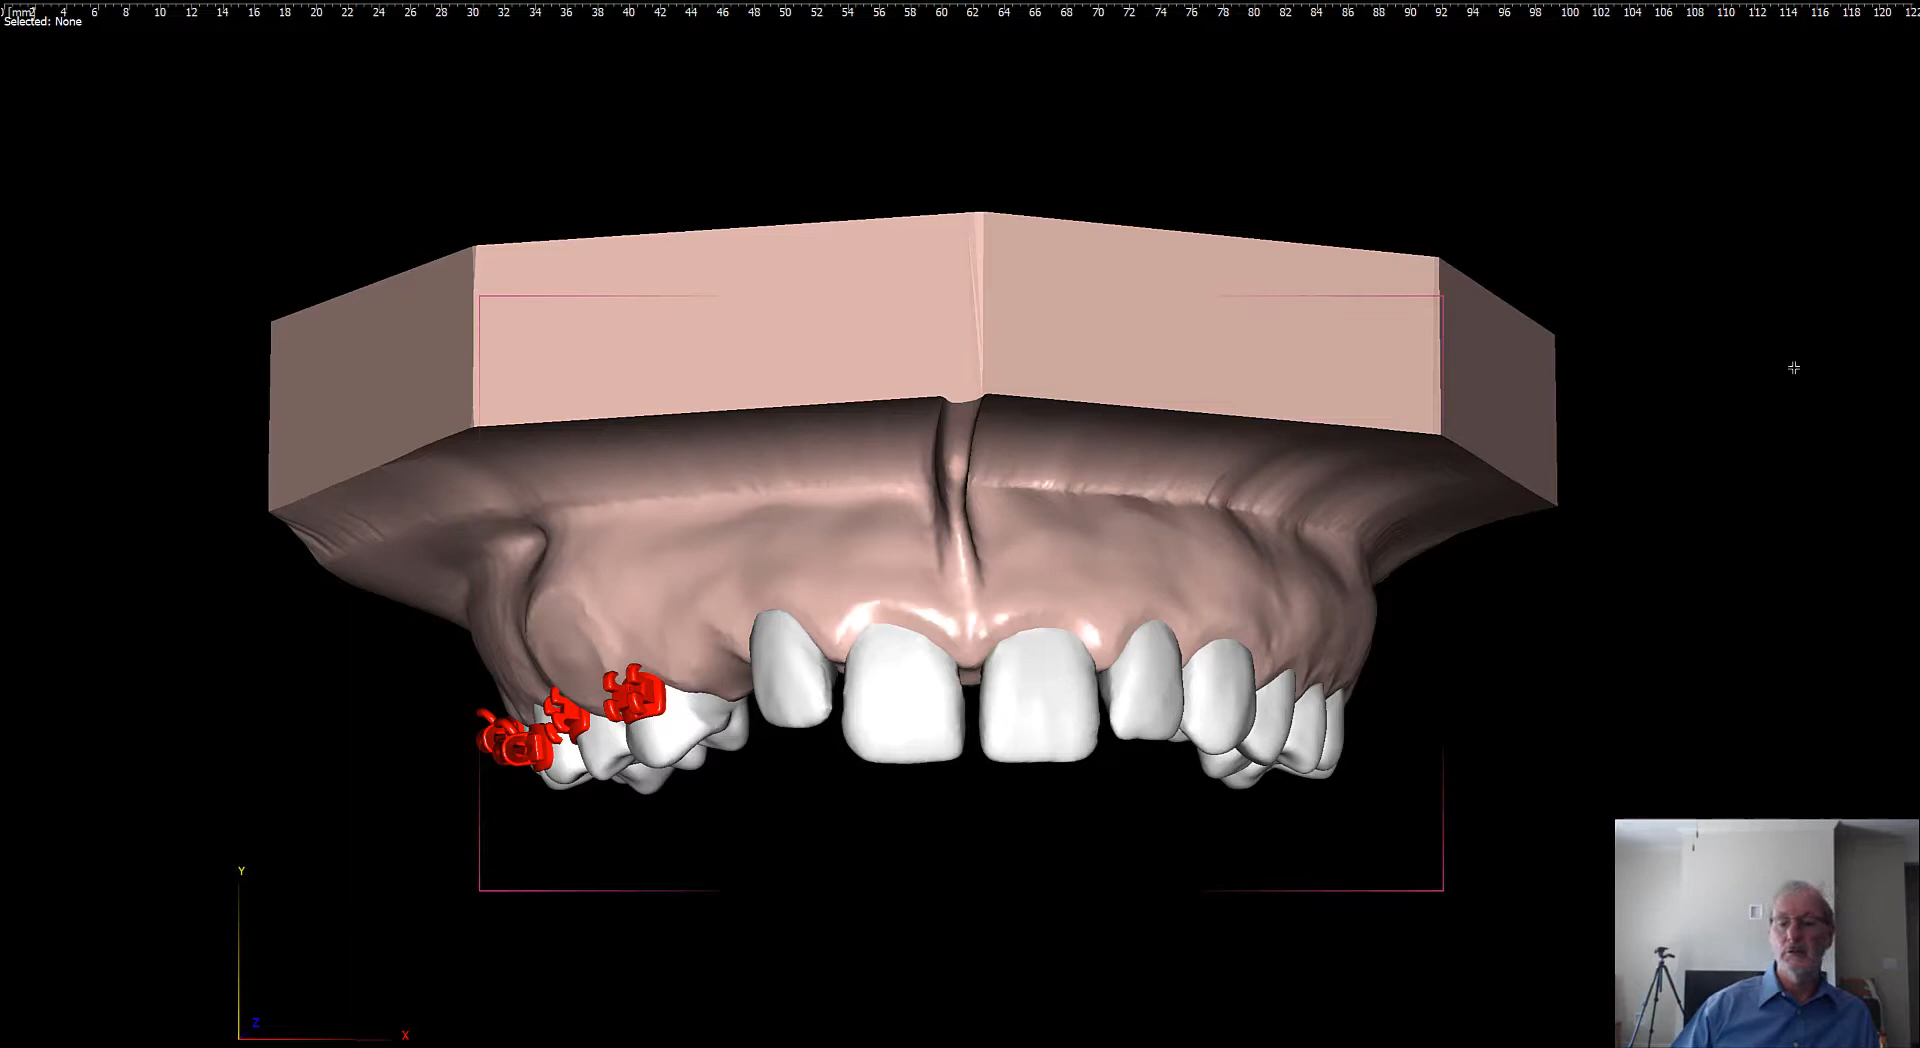 [mm] 2 4 6 8 10 12 14 16 18 20 22 24 26 28 30 32 34 36 38 40 42 44 46 48 50 52 54 56 58 60 62 64 66 68 70 72 74 76 78 80 82 84 86 88 90 92 94 96 98 100 102 104 106 108 110 112 114 116 118 120 122
Selected: None
Y
Z
X